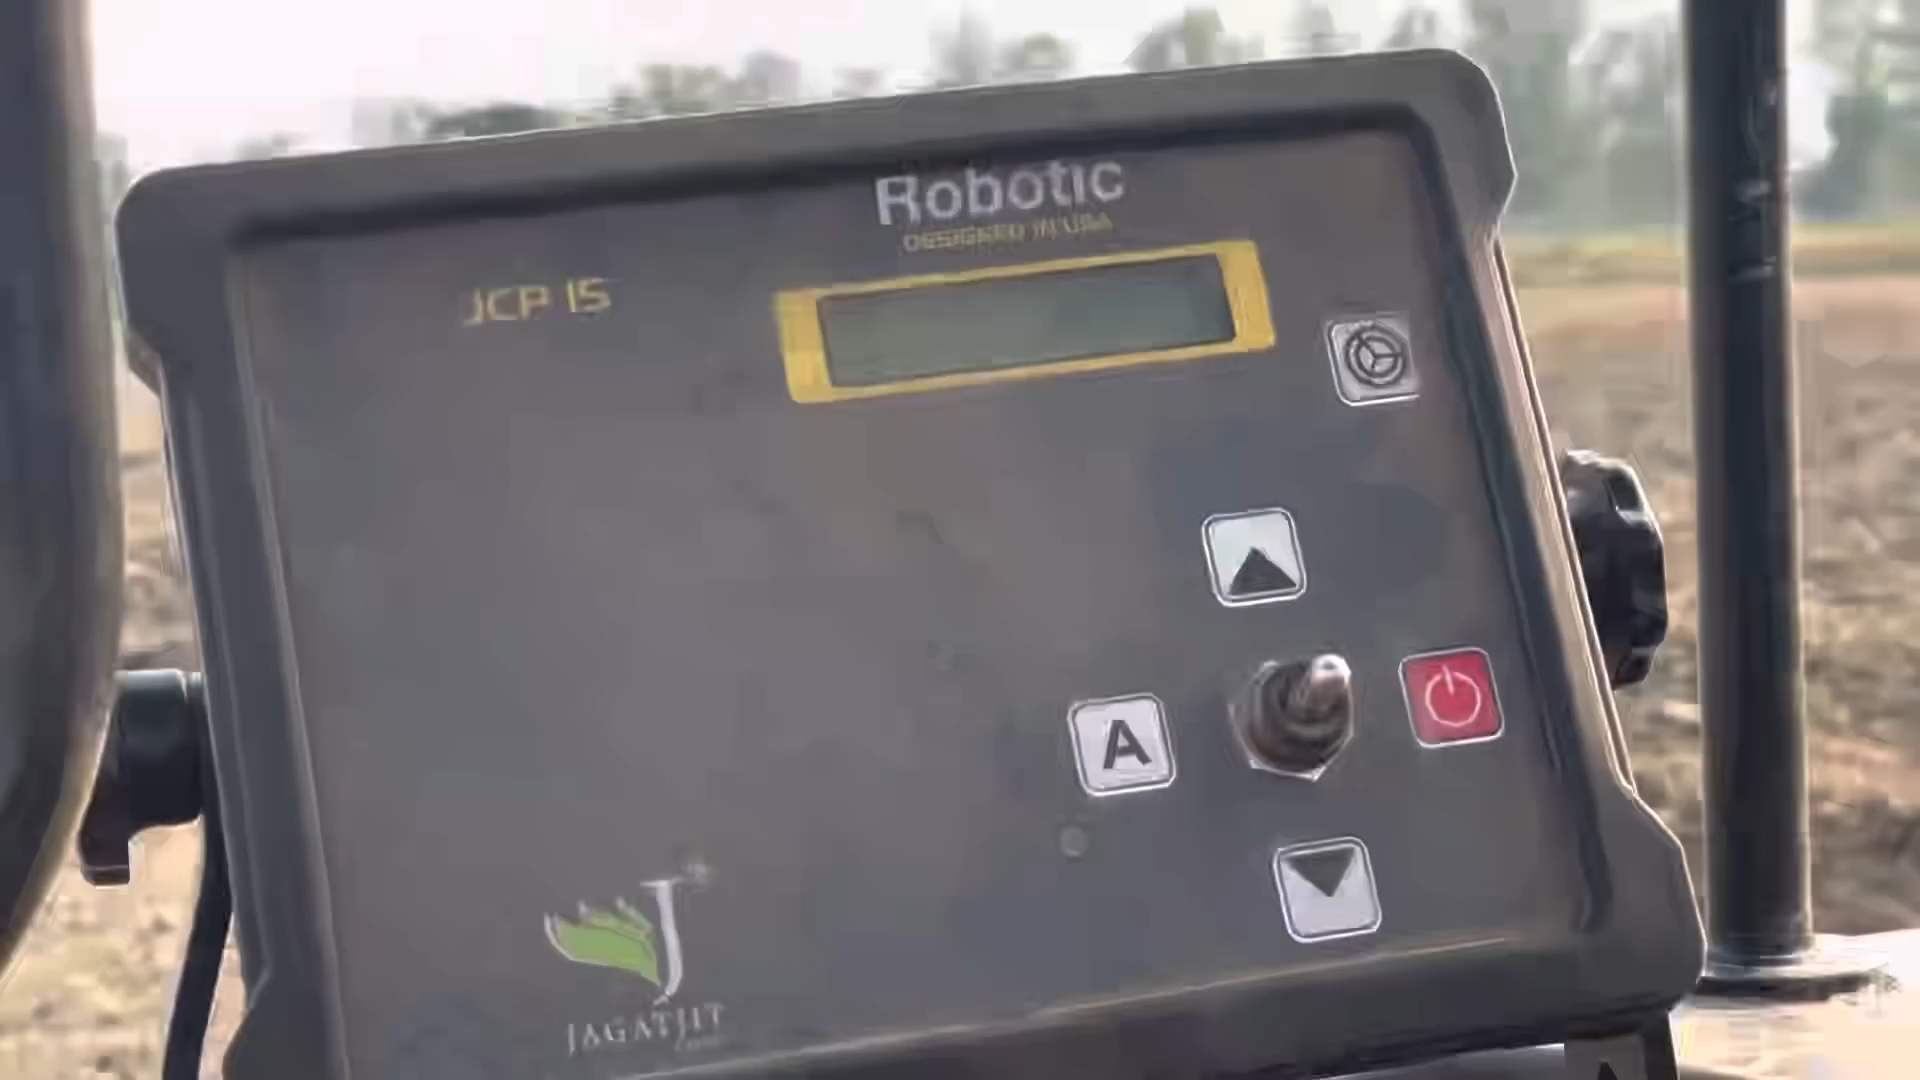 Robotic
DESIGNED IN USA
JCP 15
A
JAGATJIT